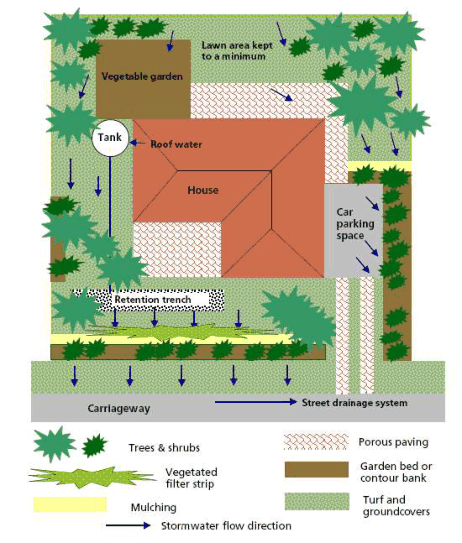 Lawn area kept
to a minimum
Vegetable garden
Tank
Roof water
House
Car
parking
space
Retention trench
Carriageway
Street drainage system
Trees & shrubs
Vegetated
filter strip
Mulching
Stormwater flow direction
Porous paving
Garden bed or
contour bank
Turf and
groundcovers